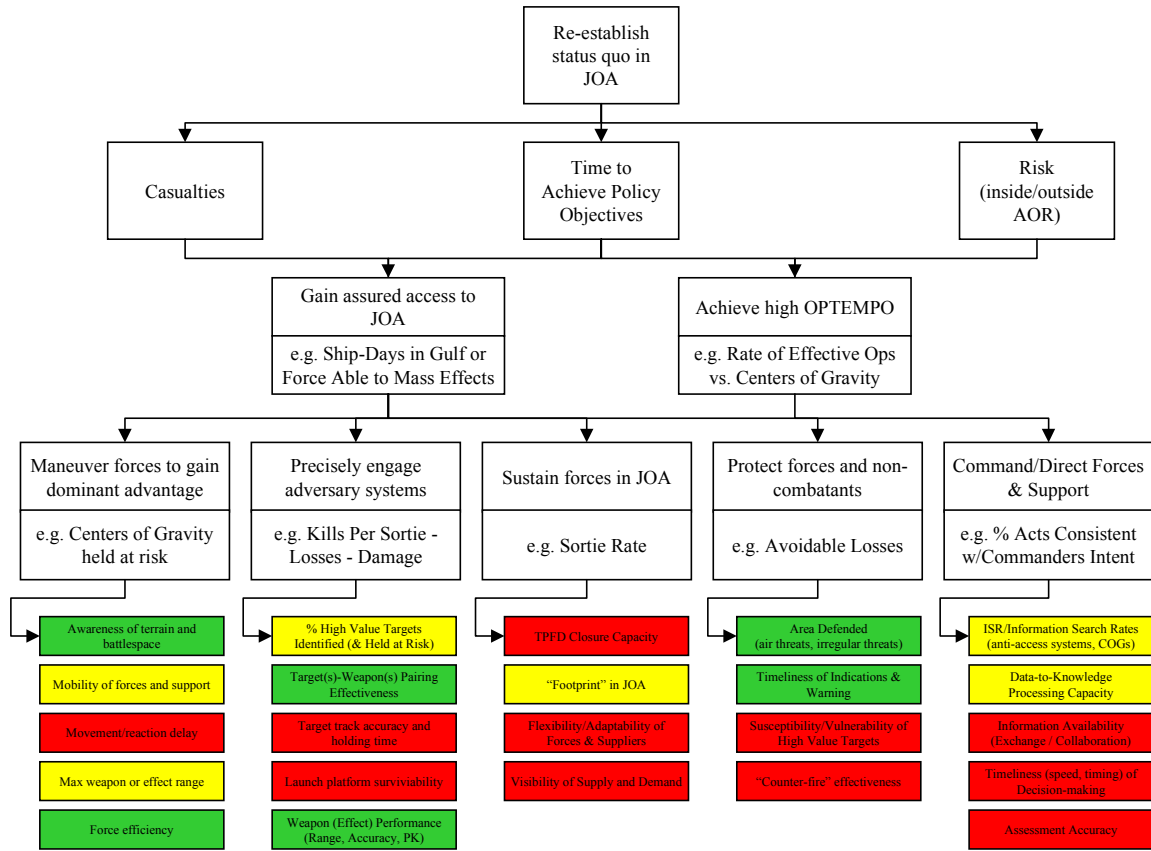 Re-establish
status quo in
JOA
Casualties
Time to
Achieve Policy
Objectives
Risk
(inside/outside
AOR)
Gain assured access to
JOA
e.g. Ship-Days in Gulf or
Force Able to Mass Effects
Achieve high OPTEMPO
e.g. Rate of Effective Ops
vs. Centers of Gravity
Maneuver forces to gain
dominant advantage
e.g. Centers of Gravity
held at risk
Precisely engage
adversary systems
e.g. Kills Per Sortie -
Losses - Damage
Sustain forces in JOA
e.g. Sortie Rate
Protect forces and non-
combatants
e.g. Avoidable Losses
Command/Direct Forces
& Support
e.g. % Acts Consistent
w/Commanders Intent
Awareness of terrain and
battlespace
Mobility of forces and support
Movement/reaction delay
Max weapon or effect range
Force efficiency
% High Value Targets
Identified (& Held at Risk)
Target(s)-Weapon(s) Pairing
Effectiveness
Target track accuracy and
holding time
Launch platform surviviability
Weapon (Effect) Performance
(Range, Accuracy, PK)
TPFD Closure Capacity
“Footprint” in JOA
Flexibility/Adaptability of
Forces & Suppliers
Visibility of Supply and Demand
Area Defended
(air threats, irregular threats)
Timeliness of Indications &
Warning
Susceptibility/Vulnerability of
High Value Targets
“Counter-fire” effectiveness
ISR/Information Search Rates
(anti-access systems, COGs)
Data-to-Knowledge
Processing Capacity
Information Availability
(Exchange / Collaboration)
Timeliness (speed, timing) of
Decision-making
Assessment Accuracy